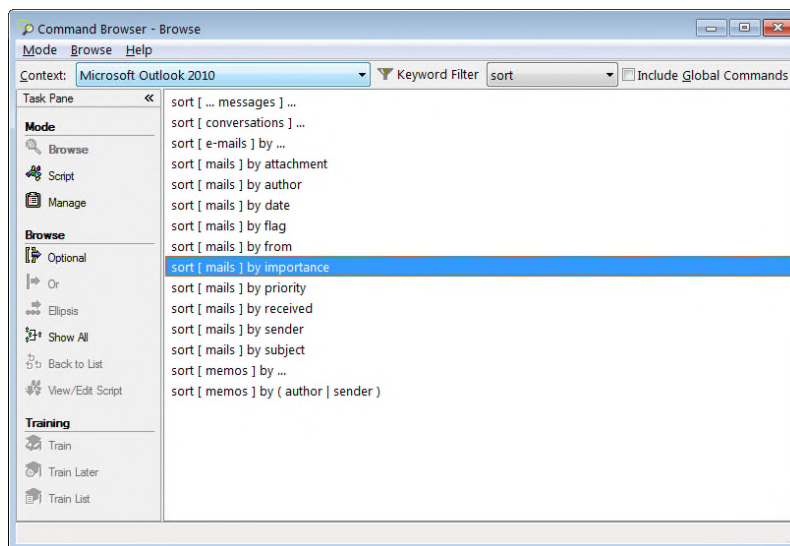 Command Browser - Browse
Mode Browse Help
Context: Microsoft Outlook 2010 Keyword Filter sort Include Global Commands
Task Pane
Mode
Browse
Script
Manage
Browse
Optional
Or
Ellipsis
Show All
Back to List
View/Edit Script
Training
Train
Train Later
Train List
sort [ ... messages ] ...
sort [ conversations ] ...
sort [ e-mails ] by ...
sort [ mails ] by attachment
sort [ mails ] by author
sort [ mails ] by date
sort [ mails ] by flag
sort [ mails ] by from
sort [ mails ] by importance
sort [ mails ] by priority
sort [ mails ] by received
sort [ mails ] by sender
sort [ mails ] by subject
sort [ memos ] by ...
sort [ memos ] by ( author | sender )